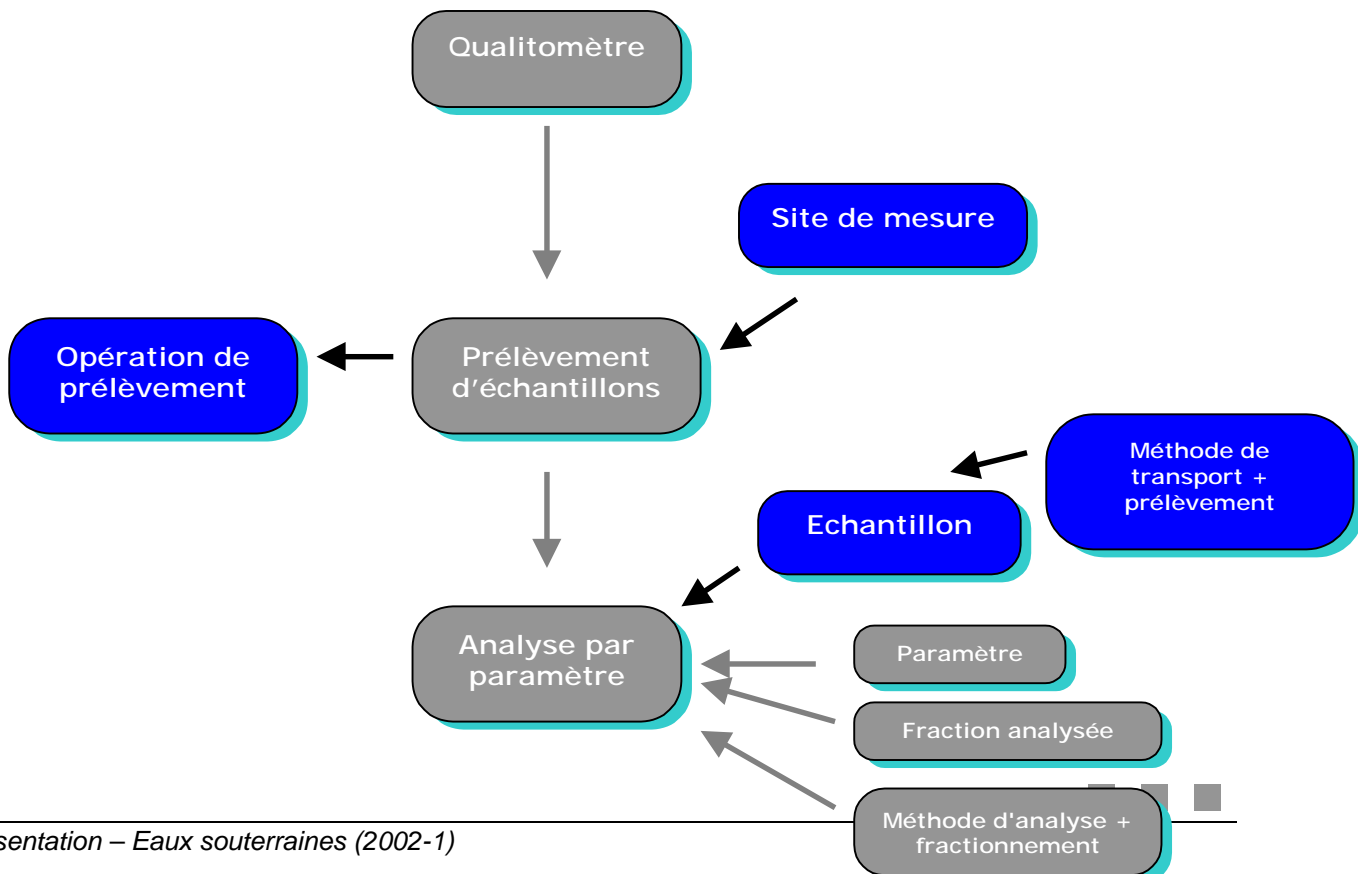 Qualitomètre
Site de mesure
Opération de
prélèvement
Prélèvement
d'échantillons
Méthode de
transport +
prélèvement
Echantillon
Analyse par
paramètre
Paramètre
Fraction analysée
Méthode d'analyse +
fractionnement
sentation – Eaux souterraines (2002-1)